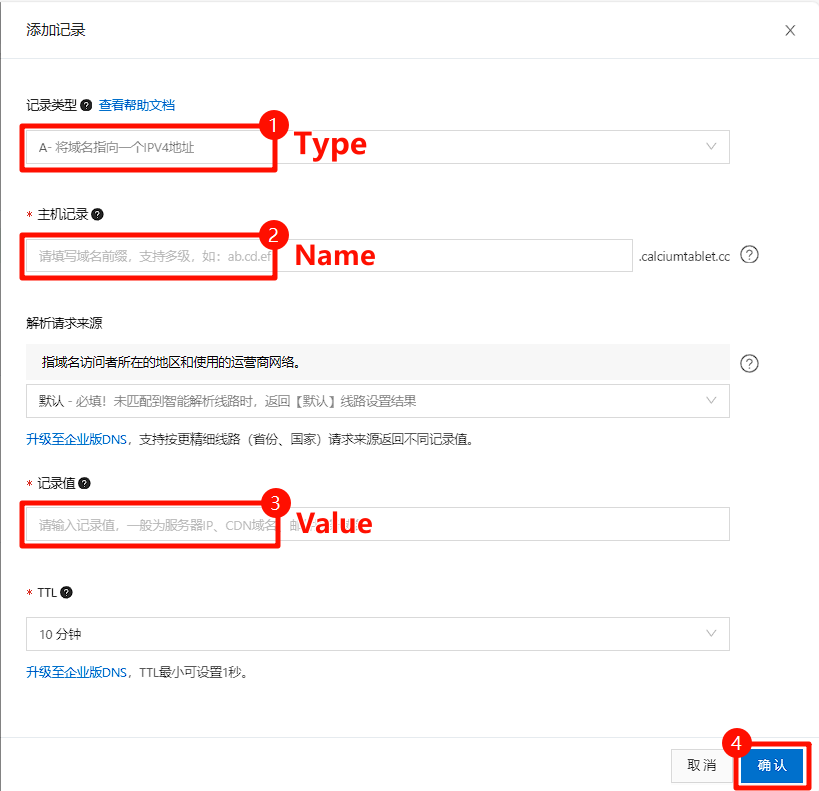 添加记录
记录类型 查看帮助文档
1
A- 将域名指向一个IPV4地址
Type
* 主机记录
2
请填写域名前缀，支持多级，如：ab.cd.ef
Name
.calciumtablet.cc
解析请求来源
指域名访问者所在的地区和使用的运营商网络。
默认 - 必填！未匹配到智能解析线路时，返回【默认】线路设置结果
升级至企业版DNS，支持按更精细线路（省份、国家）请求来源返回不同记录值。
* 记录值
3
请输入记录值，一般为服务器IP、CDN域名
Value
* TTL
10 分钟
升级至企业版DNS，TTL最小可设置1秒。
4
取消 确认